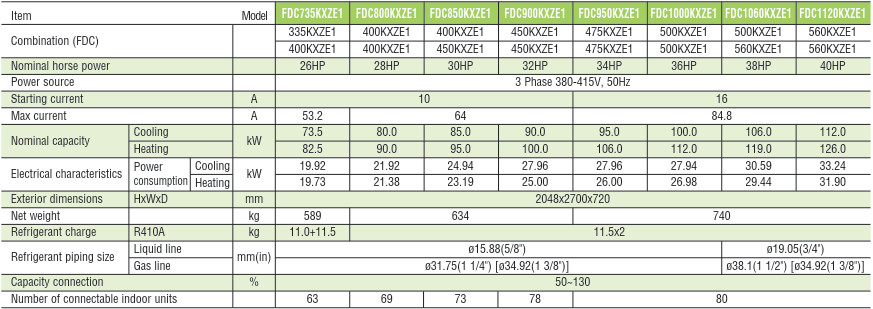 Item Model FDC735KXZE1 FDC800KXZE1 FDC850KXZE1 FDC900KXZE1 FDC950KXZE1 FDC1000KXZE1 FDC1060KXZE1 FDC1120KXZE1
Combination (FDC) 335KXZE1 400KXZE1 400KXZE1 450KXZE1 475KXZE1 500KXZE1 500KXZE1 560KXZE1
400KXZE1 400KXZE1 450KXZE1 450KXZE1 475KXZE1 500KXZE1 560KXZE1 560KXZE1
Nominal horse power 26HP 28HP 30HP 32HP 34HP 36HP 38HP 40HP
Power source 3 Phase 380-415V, 50Hz
Starting current A 10 16
Max current A 53.2 64 84.8
Nominal capacity Cooling kW 73.5 80.0 85.0 90.0 95.0 100.0 106.0 112.0
Heating 82.5 90.0 95.0 100.0 106.0 112.0 119.0 126.0
Electrical characteristics Power consumption Cooling kW 19.92 21.92 24.94 27.96 27.96 27.94 30.59 33.24
Heating 19.73 21.38 23.19 25.00 26.00 26.98 29.44 31.90
Exterior dimensions HxWxD mm 2048x2700x720
Net weight kg 589 634 740
Refrigerant charge R410A kg 11.0+11.5 11.5x2
Refrigerant piping size Liquid line mm(in) ø15.88(5/8") ø19.05(3/4")
Gas line ø31.75(1 1/4") [ø34.92(1 3/8")] ø38.1(1 1/2") [ø34.92(1 3/8")]
Capacity connection % 50~130
Number of connectable indoor units 63 69 73 78 80